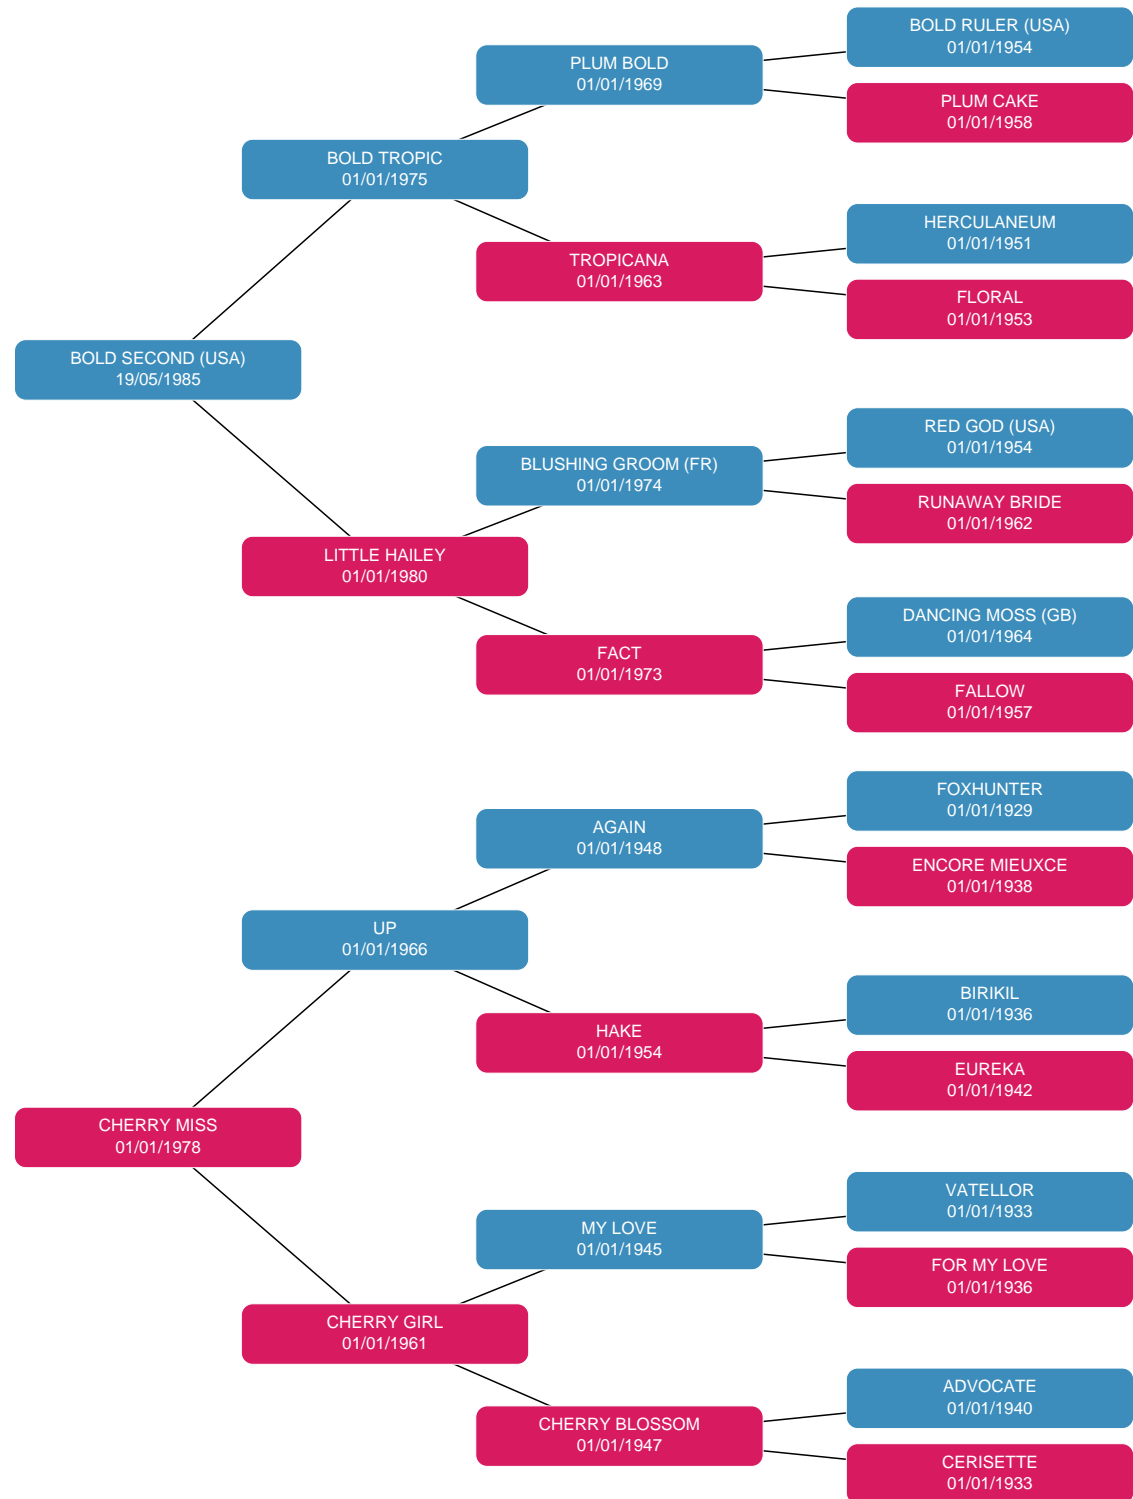 BOLD RULER (USA)
01/01/1954
PLUM BOLD
01/01/1969
PLUM CAKE
01/01/1958
BOLD TROPIC
01/01/1975
HERCULANEUM
01/01/1951
TROPICANA
01/01/1963
FLORAL
01/01/1953
BOLD SECOND (USA)
19/05/1985
RED GOD (USA)
01/01/1954
BLUSHING GROOM (FR)
01/01/1974
RUNAWAY BRIDE
01/01/1962
LITTLE HAILEY
01/01/1980
DANCING MOSS (GB)
01/01/1964
FACT
01/01/1973
FALLOW
01/01/1957
FOXHUNTER
01/01/1929
AGAIN
01/01/1948
ENCORE MIEUXCE
01/01/1938
UP
01/01/1966
BIRIKIL
01/01/1936
HAKE
01/01/1954
EUREKA
01/01/1942
CHERRY MISS
01/01/1978
VATELLOR
01/01/1933
MY LOVE
01/01/1945
FOR MY LOVE
01/01/1936
CHERRY GIRL
01/01/1961
ADVOCATE
01/01/1940
CHERRY BLOSSOM
01/01/1947
CERISETTE
01/01/1933